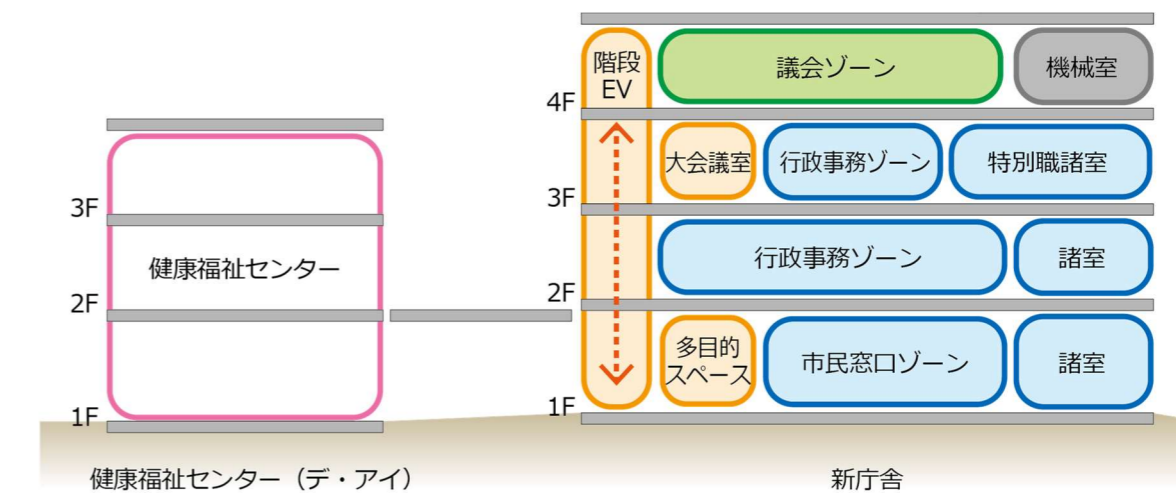 階段
EV
議会ゾーン
機械室
4F
大会議室
行政事務ゾーン
特別職諸室
3F
3F
健康福祉センター
行政事務ゾーン
諸室
2F
2F
多目的
スペース
市民窓口ゾーン
諸室
1F
1F
健康福祉センター（デ・アイ）
新庁舎